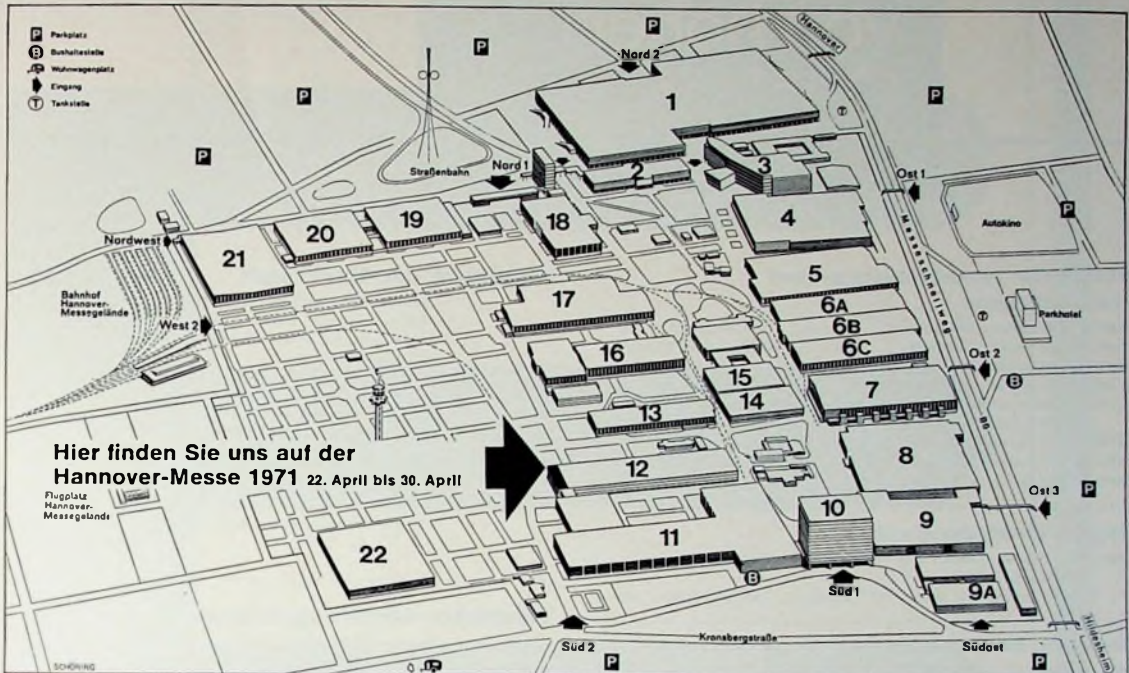 P Parkplatz
B Bushaltestelle
Wohnwagenplatz
Eingang
T Tankstelle
P
P
P
P
P
P
Hannover
Nord 2
1
T
Straßenbahn
Nord 1
2
3
Ost 1
Nordwest
21
20
19
18
4
Autokino
P
Messeschnellweg
Bahnhof
Hannover-
Messegelände
West 2
17
5
6A
6B
6C
T
Parkhotel
16
15
14
7
Ost 2
B
13
Hier finden Sie uns auf der
Hannover-Messe 1971 22. April bis 30. April
Flugplatz
Hannover-
Messegelände
12
8
P
Ost 3
22
11
10
9
B
Süd 1
9A
Süd 2
Kronsbergstraße
Südost
Hildesheim
SCHÖNING
P
P